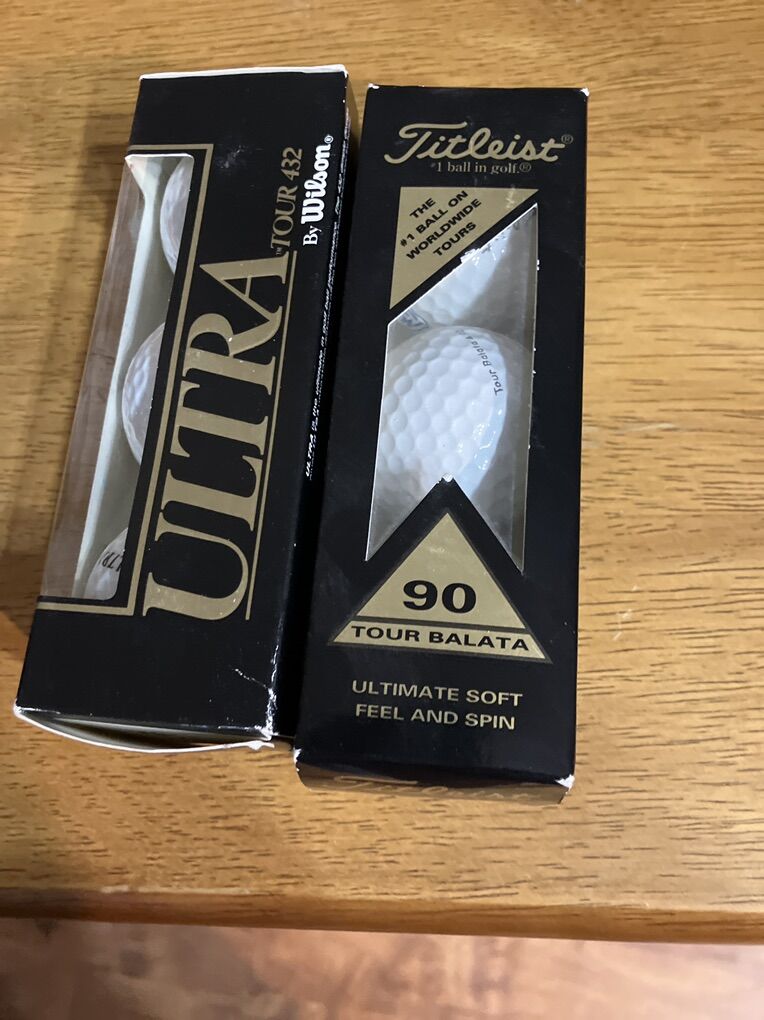 ULTRA™ TOUR 432
By Wilson®
Titleist®
#1 ball in golf.®
THE
#1 BALL ON
WORLDWIDE
TOURS
Tour Balata
90
TOUR BALATA
ULTIMATE SOFT
FEEL AND SPIN